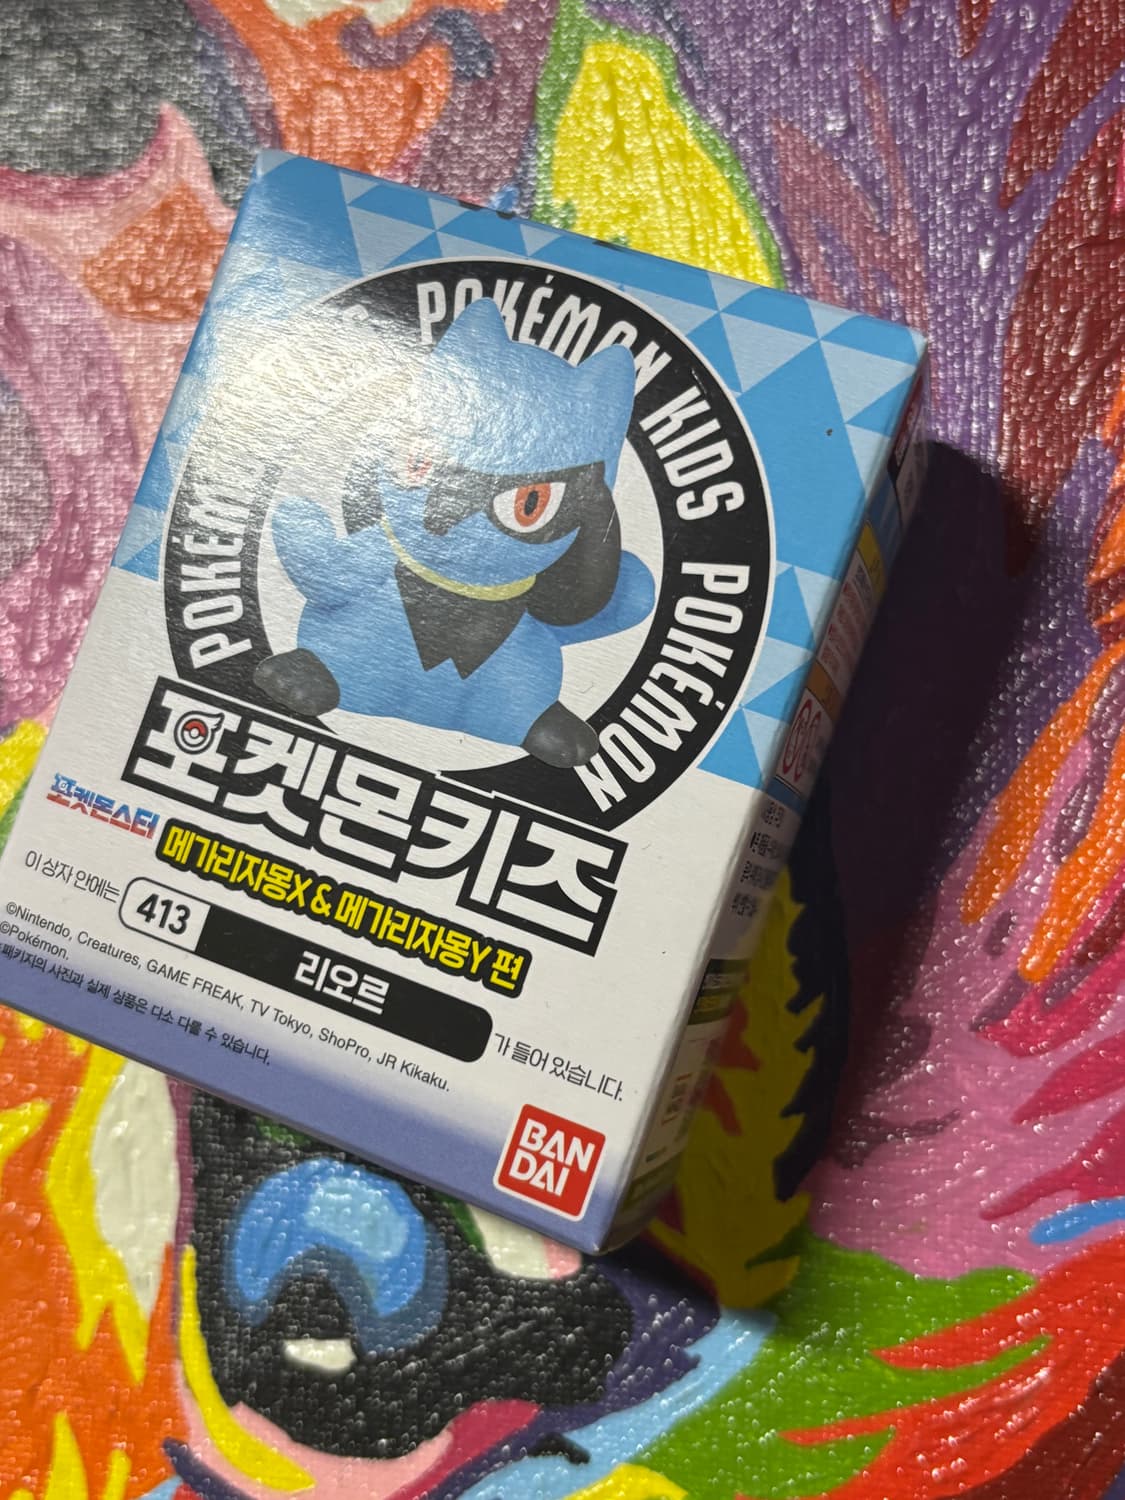 POKÉMON KIDS POKÉMON
POKÉM
포켓몬키즈
포켓몬스터
메가리자몽X & 메가리자몽Y 편
이 상자 안에는 413 리오르 가 들어 있습니다.
©Nintendo, Creatures, GAME FREAK, TV Tokyo, ShoPro, JR Kikaku.
©Pokémon.
패키지의 사진과 실제 상품은 다소 다를 수 있습니다.
BAN
DAI